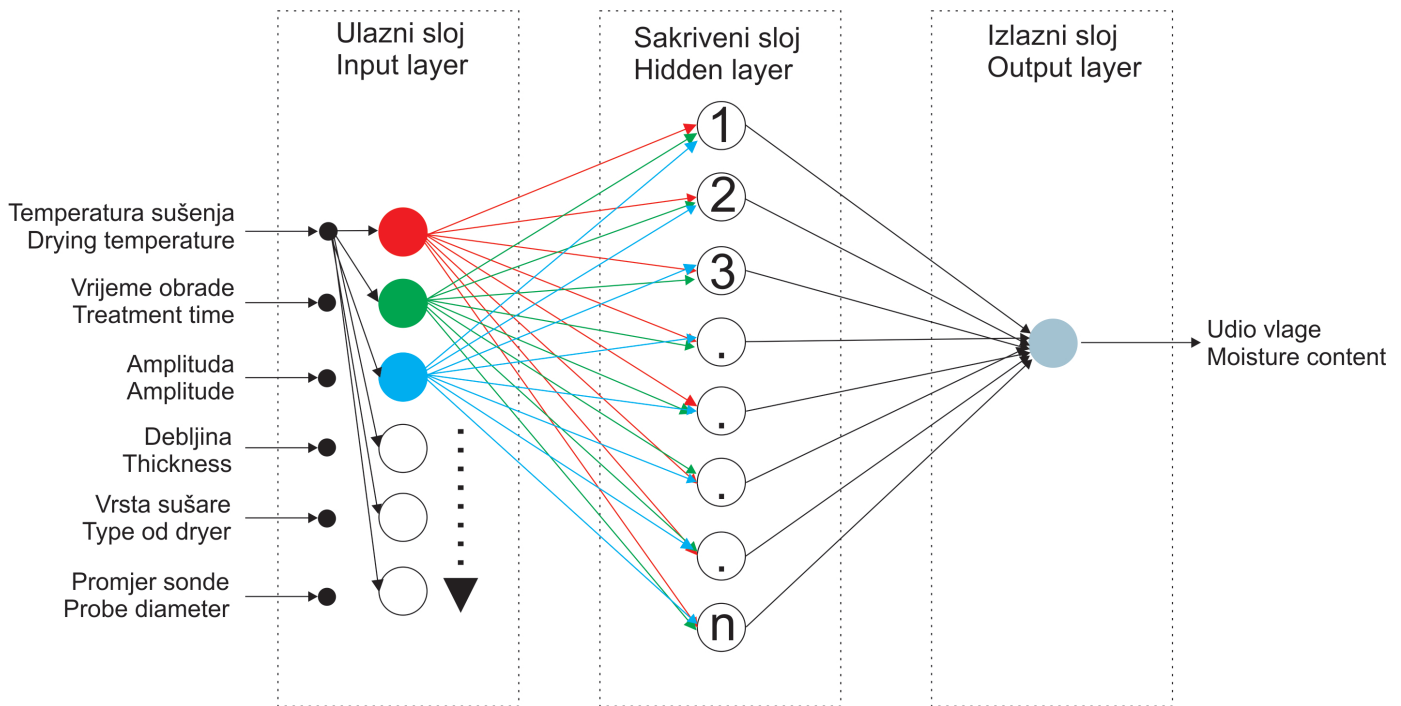 Ulazni sloj
Input layer
Sakriveni sloj
Hidden layer
Izlazni sloj
Output layer
Temperatura sušenja
Drying temperature
Vrijeme obrade
Treatment time
Amplituda
Amplitude
Debljina
Thickness
Vrsta sušare
Type od dryer
Promjer sonde
Probe diameter
1
2
3
.
.
.
.
n
Udio vlage
Moisture content